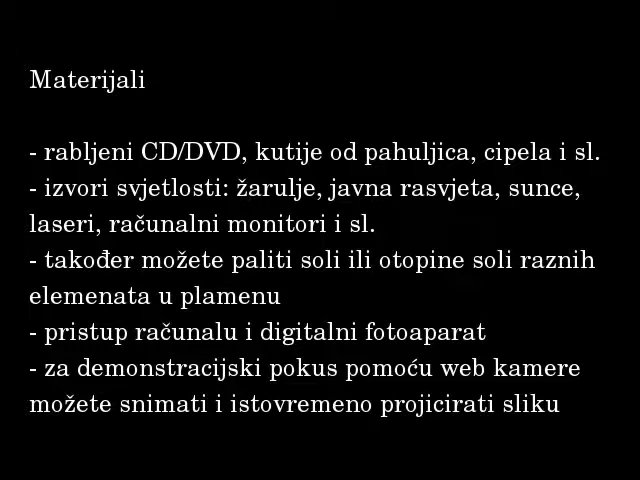 Materijali
- rabljeni CD/DVD, kutije od pahuljica, cipela i sl.
- izvori svjetlosti: žarulje, javna rasvjeta, sunce,
laseri, računalni monitori i sl.
- također možete paliti soli ili otopine soli raznih
elemenata u plamenu
- pristup računalu i digitalni fotoaparat
- za demonstracijski pokus pomoću web kamere
možete snimati i istovremeno projicirati sliku